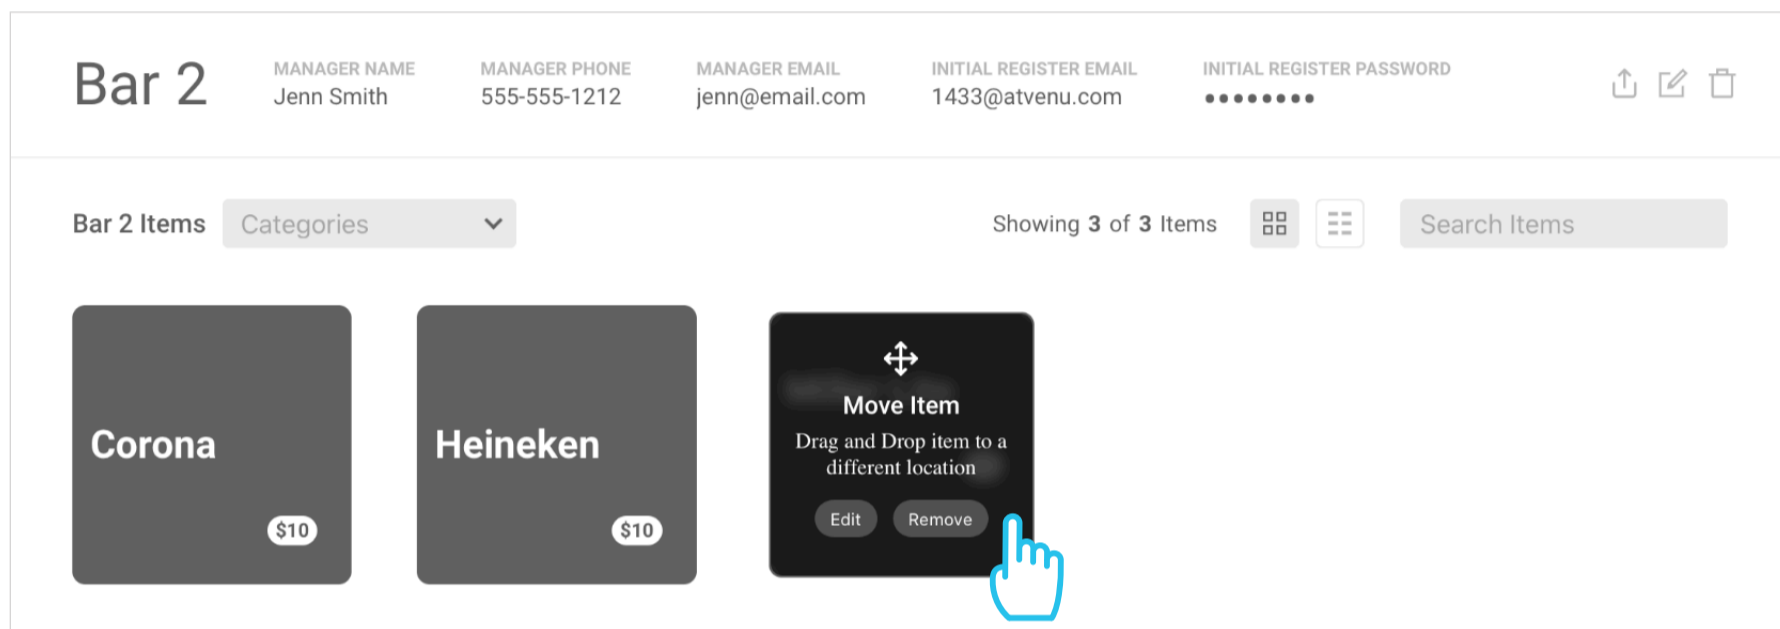 Bar 2
MANAGER NAME
Jenn Smith
MANAGER PHONE
555-555-1212
MANAGER EMAIL
jenn@email.com
INITIAL REGISTER EMAIL
1433@atvenu.com
INITIAL REGISTER PASSWORD
••••••••
Bar 2 Items
Categories
Showing 3 of 3 Items
Search Items
Corona
$10
Heineken
$10
Move Item
Drag and Drop item to a
different location
Edit
Remove